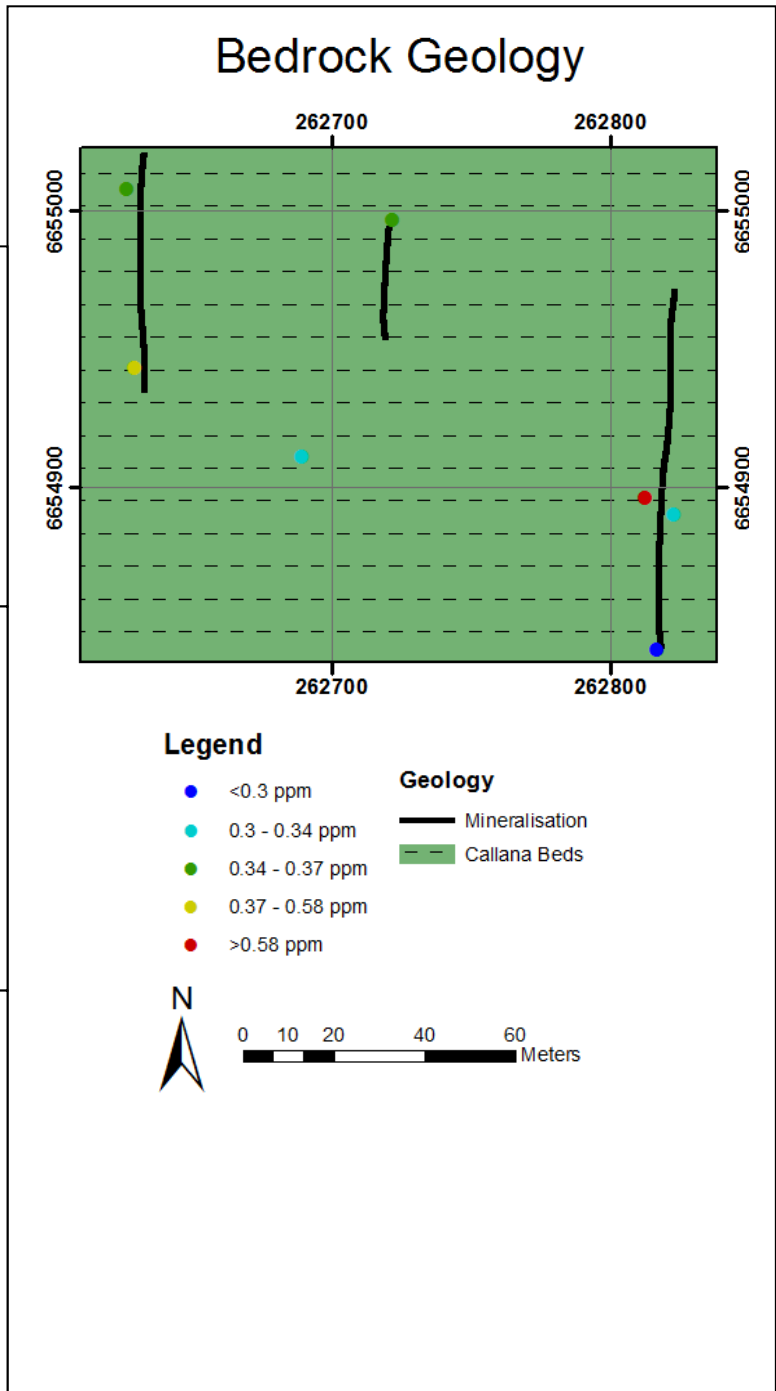 Bedrock Geology
262700
262800
6655000
6655000
6654900
6654900
262700
262800
Legend
<0.3 ppm
0.3 - 0.34 ppm
0.34 - 0.37 ppm
0.37 - 0.58 ppm
>0.58 ppm
Geology
Mineralisation
Callana Beds
N
0 10 20 40 60
Meters